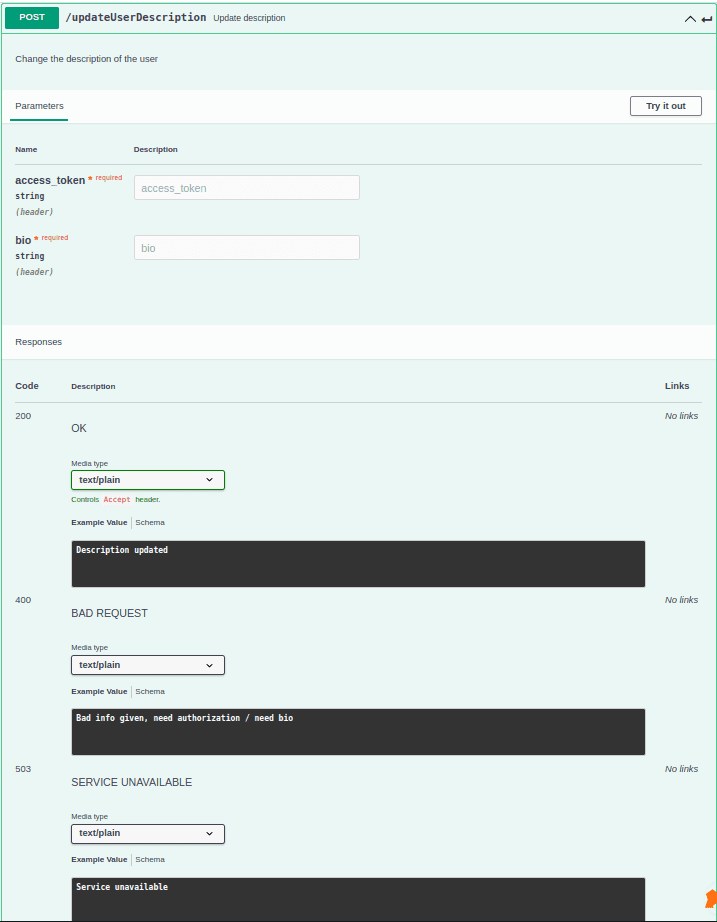 POST /updateUserDescription Update description
Change the description of the user
Parameters
Try it out
Name Description
access_token * required
string
(header)
access_token
bio * required
string
(header)
bio
Responses
Code Description Links
200 No links
OK
Media type
text/plain
Controls Accept header.
Example Value | Schema
Description updated
400 No links
BAD REQUEST
Media type
text/plain
Example Value | Schema
Bad info given, need authorization / need bio
503 No links
SERVICE UNAVAILABLE
Media type
text/plain
Example Value | Schema
Service unavailable